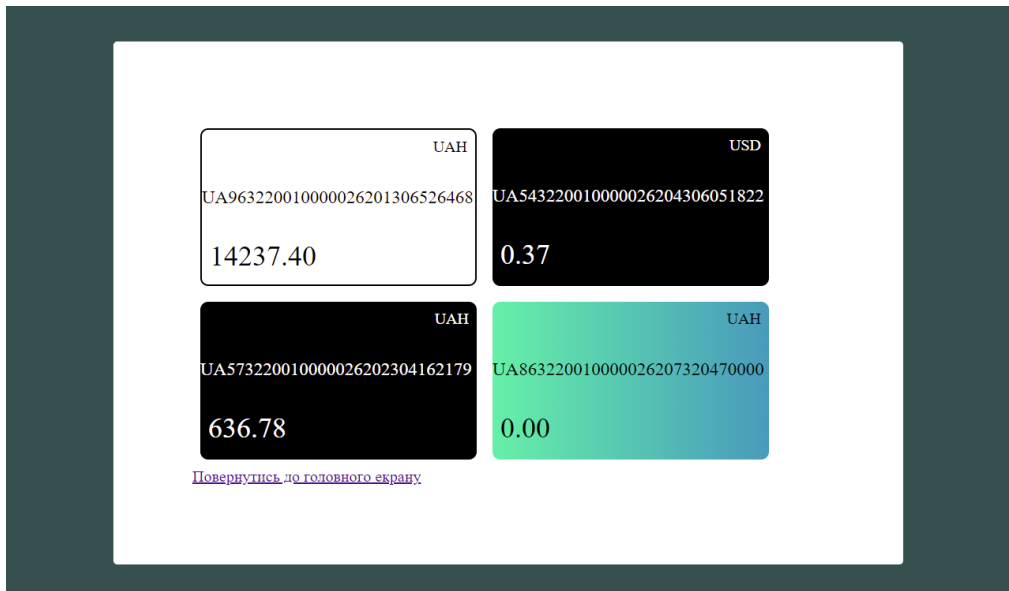 UAH
UA963220010000026201306526468
14237.40
USD
UA543220010000026204306051822
0.37
UAH
UA573220010000026202304162179
636.78
UAH
UA863220010000026207320470000
0.00
Повернутись до головного екрану